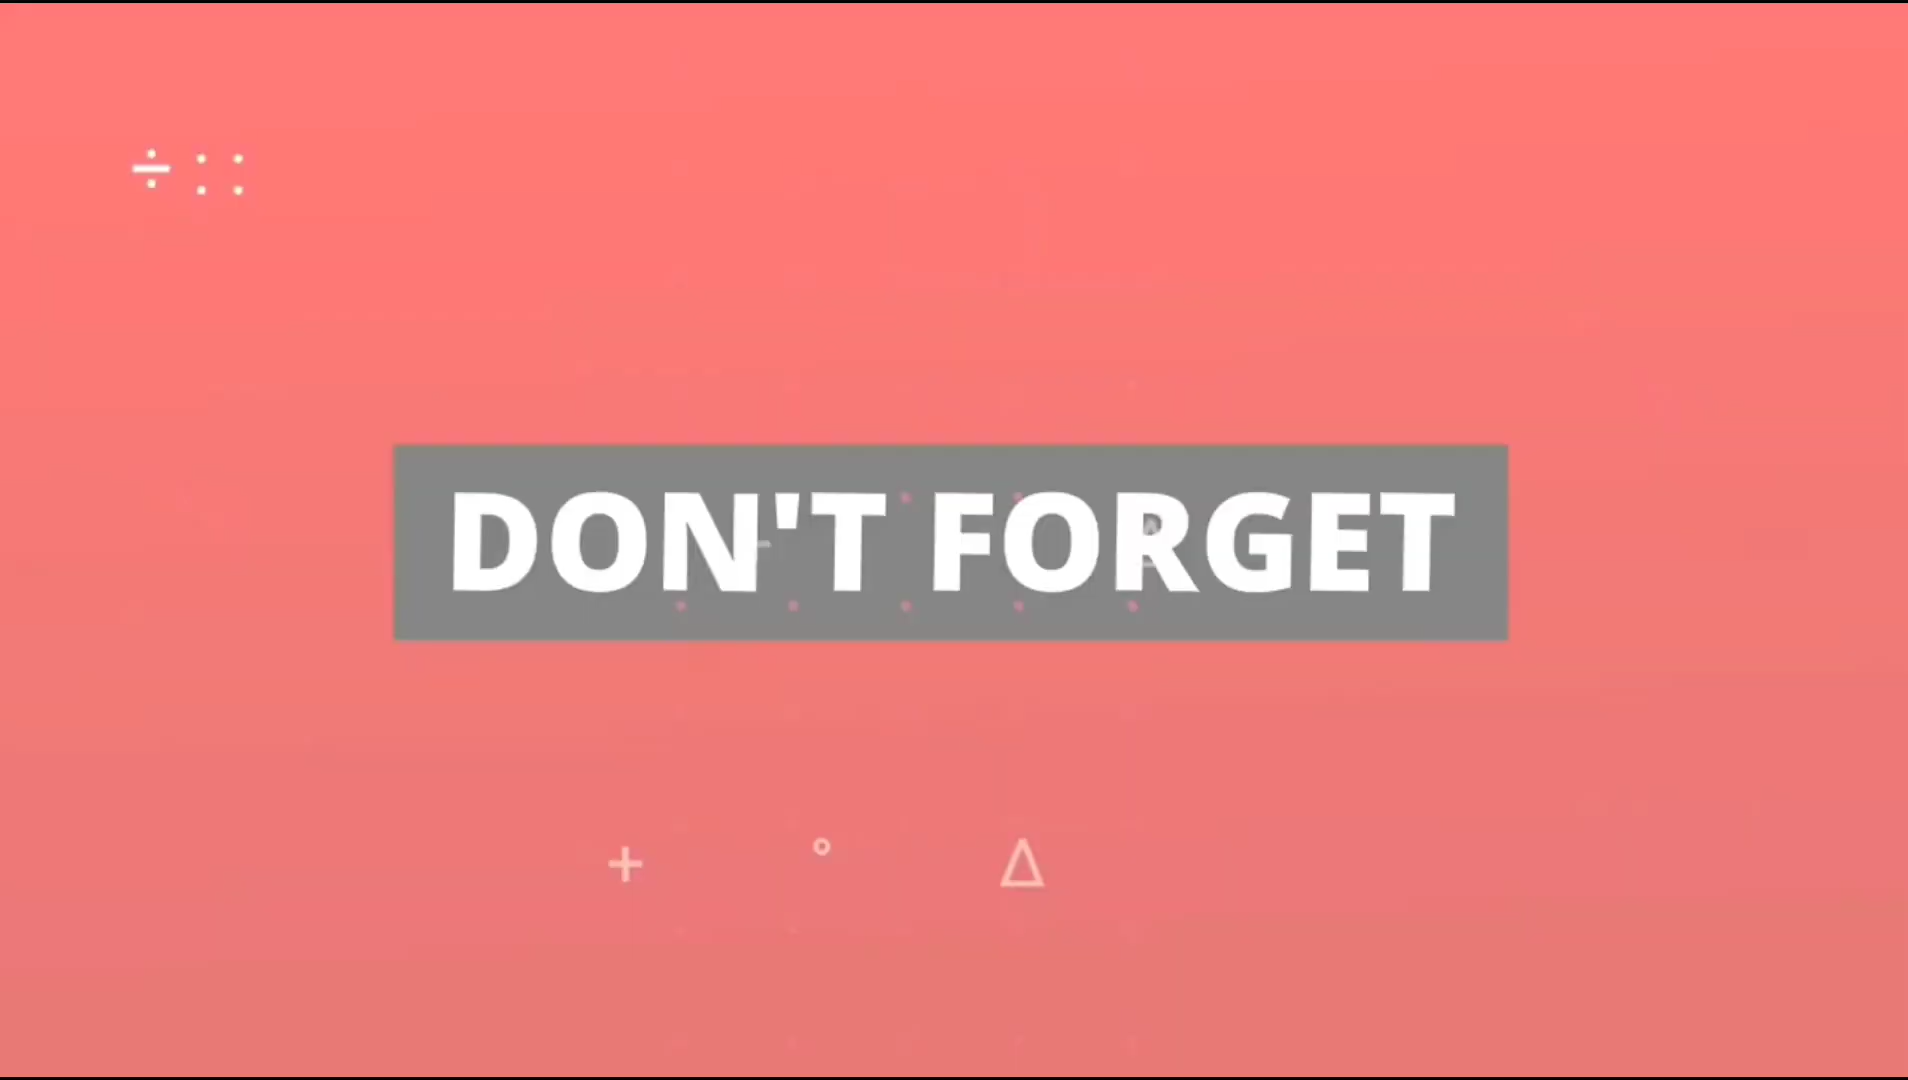 ÷ : :
DON'T FORGET
+ ° Δ